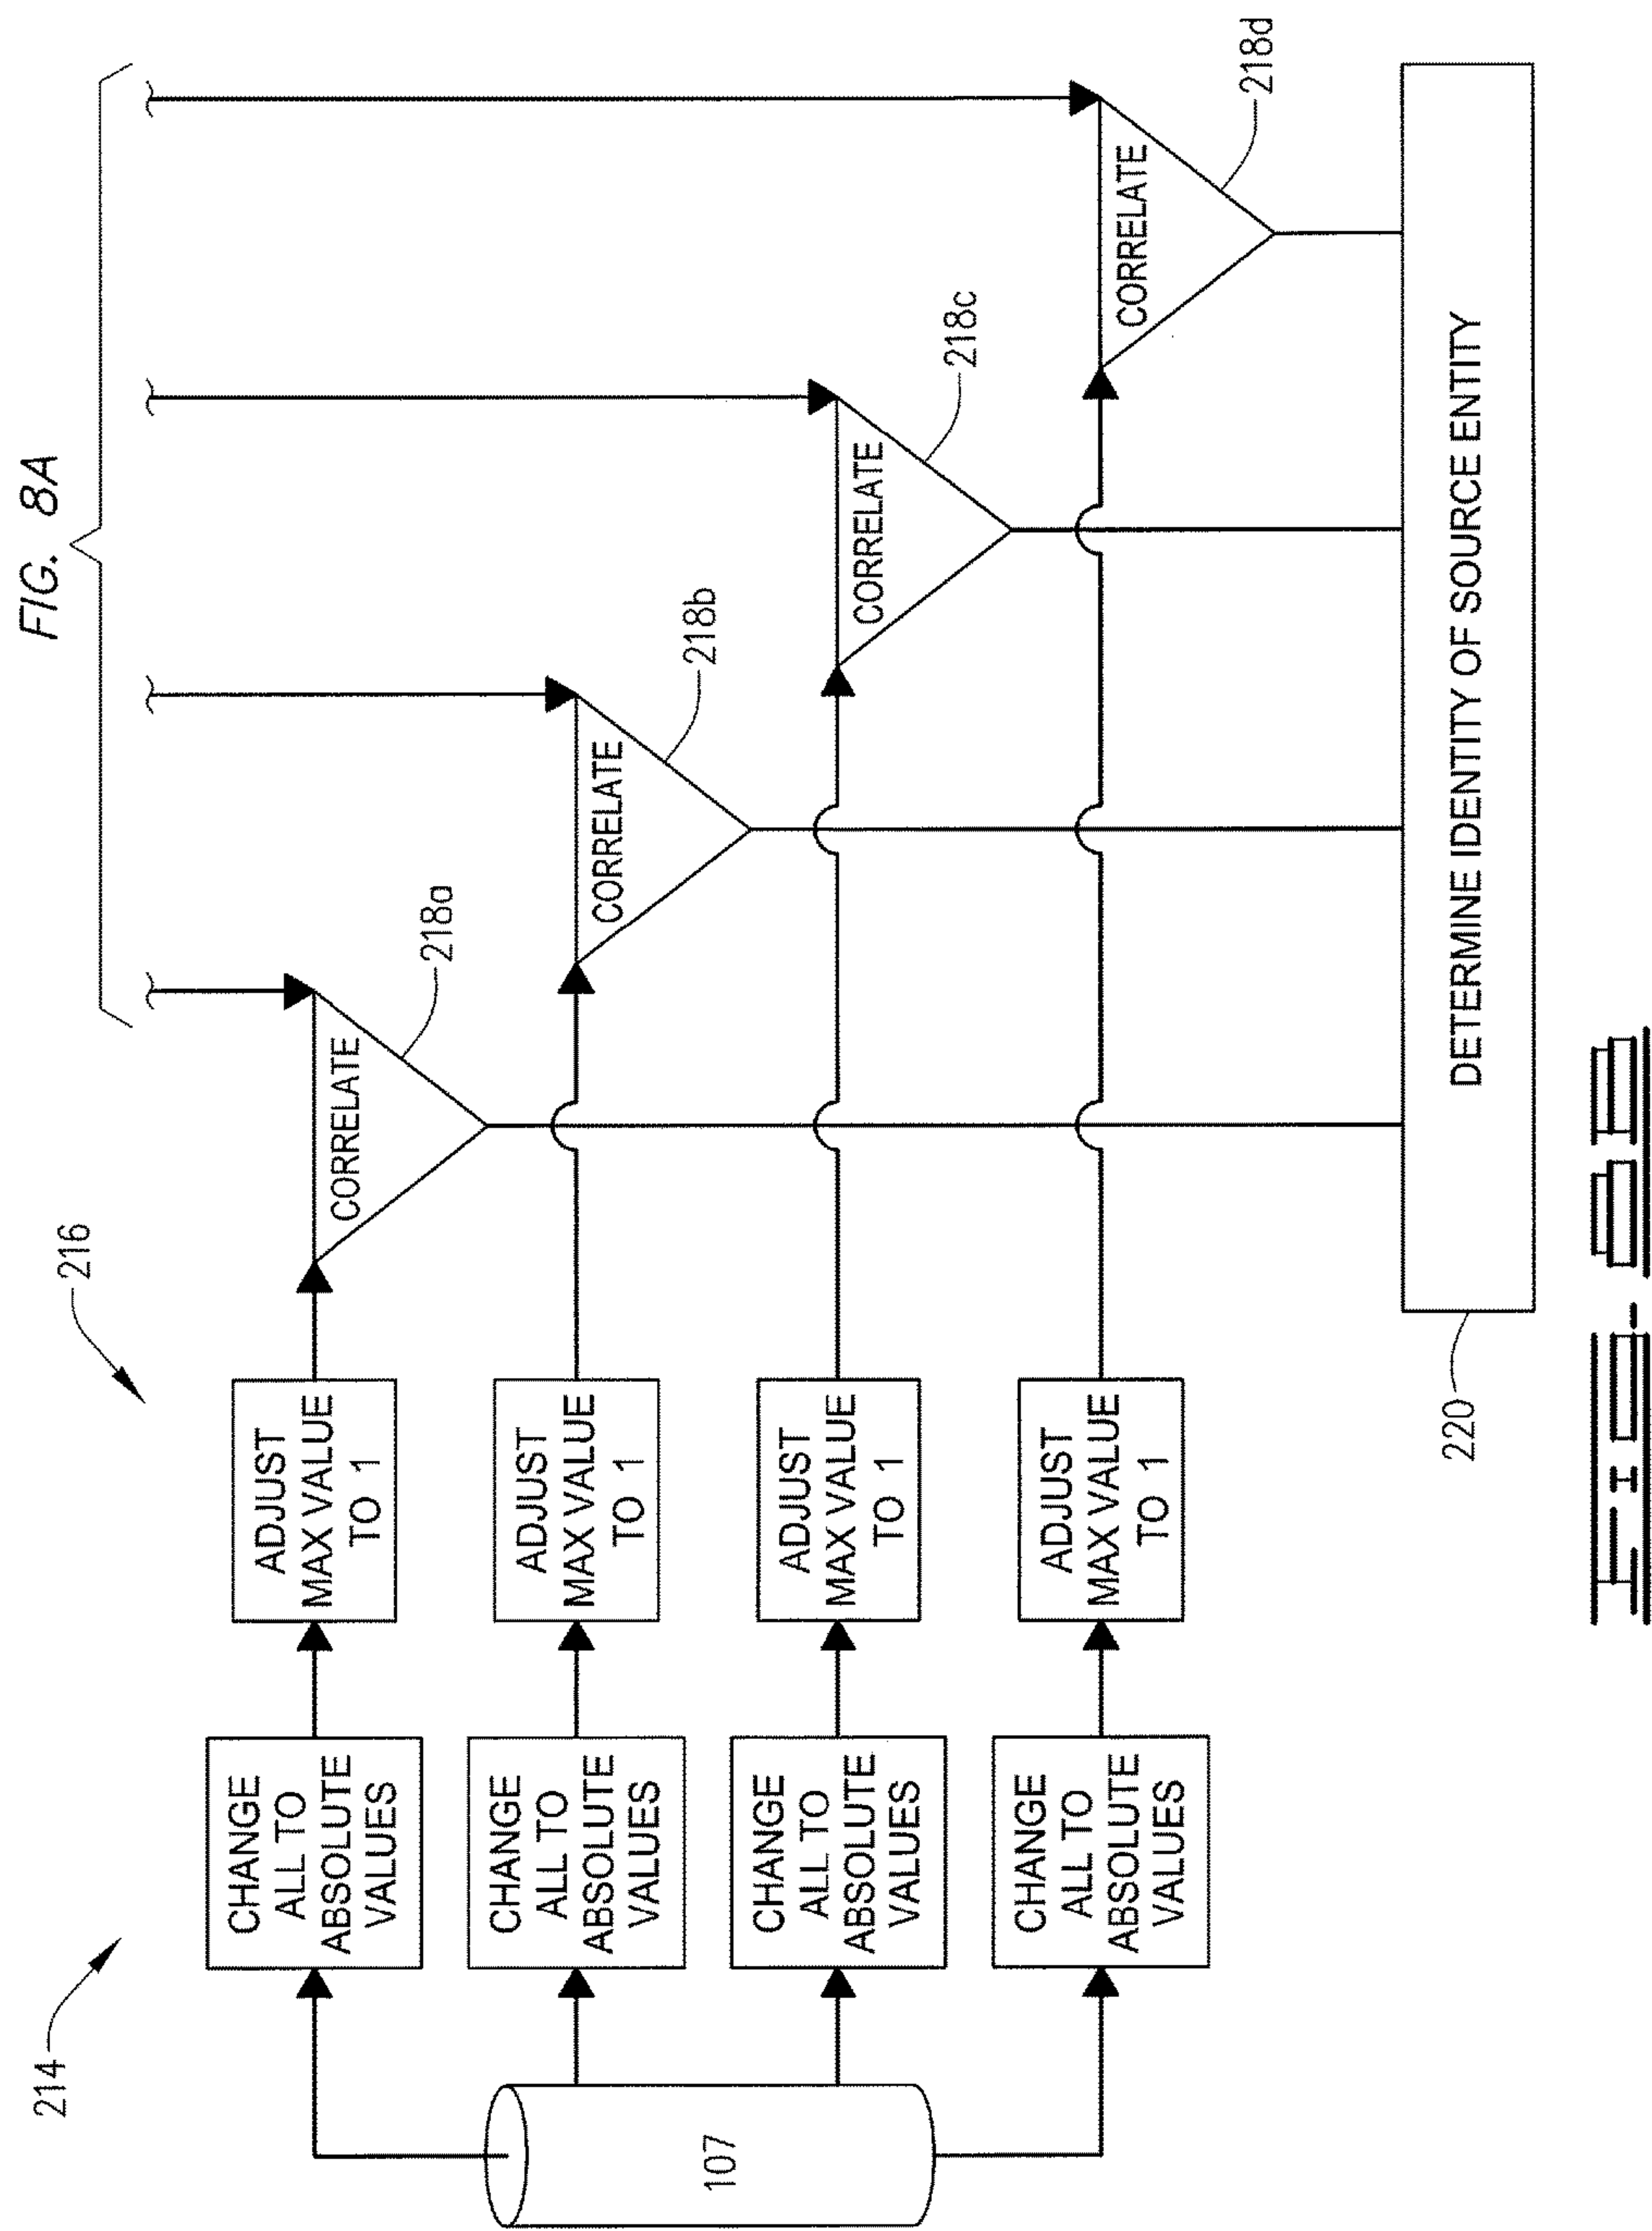 FIG. 8A
214
216
CHANGE
ALL TO
ABSOLUTE
VALUES
ADJUST
MAX VALUE
TO 1
CORRELATE
218a
CHANGE
ALL TO
ABSOLUTE
VALUES
ADJUST
MAX VALUE
TO 1
CORRELATE
218b
107
CHANGE
ALL TO
ABSOLUTE
VALUES
ADJUST
MAX VALUE
TO 1
CORRELATE
218c
CHANGE
ALL TO
ABSOLUTE
VALUES
ADJUST
MAX VALUE
TO 1
CORRELATE
218d
220
DETERMINE IDENTITY OF SOURCE ENTITY